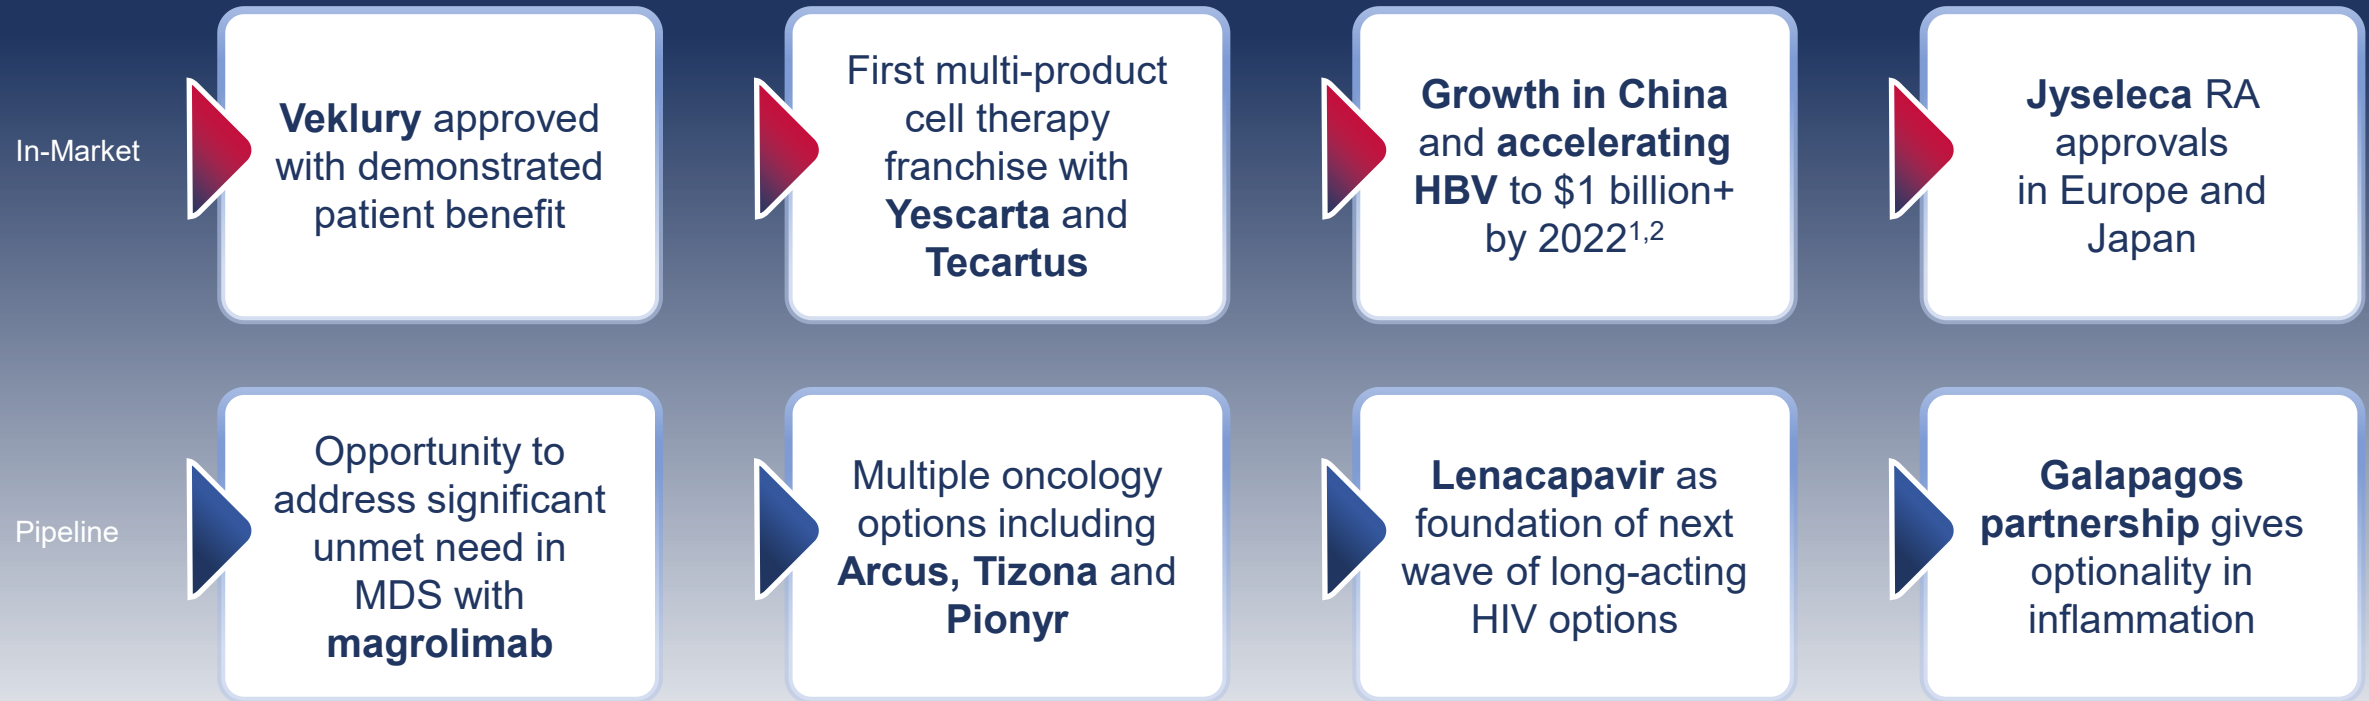 In-Market
Veklury approved
with demonstrated
patient benefit
First multi-product
cell therapy
franchise with
Yescarta and
Tecartus
Growth in China
and accelerating
HBV to $1 billion+
by 2022¹,²
Jyseleca RA
approvals
in Europe and
Japan
Pipeline
Opportunity to
address significant
unmet need in
MDS with
magrolimab
Multiple oncology
options including
Arcus, Tizona and
Pionyr
Lenacapavir as
foundation of next
wave of long-acting
HIV options
Galapagos
partnership gives
optionality in
inflammation